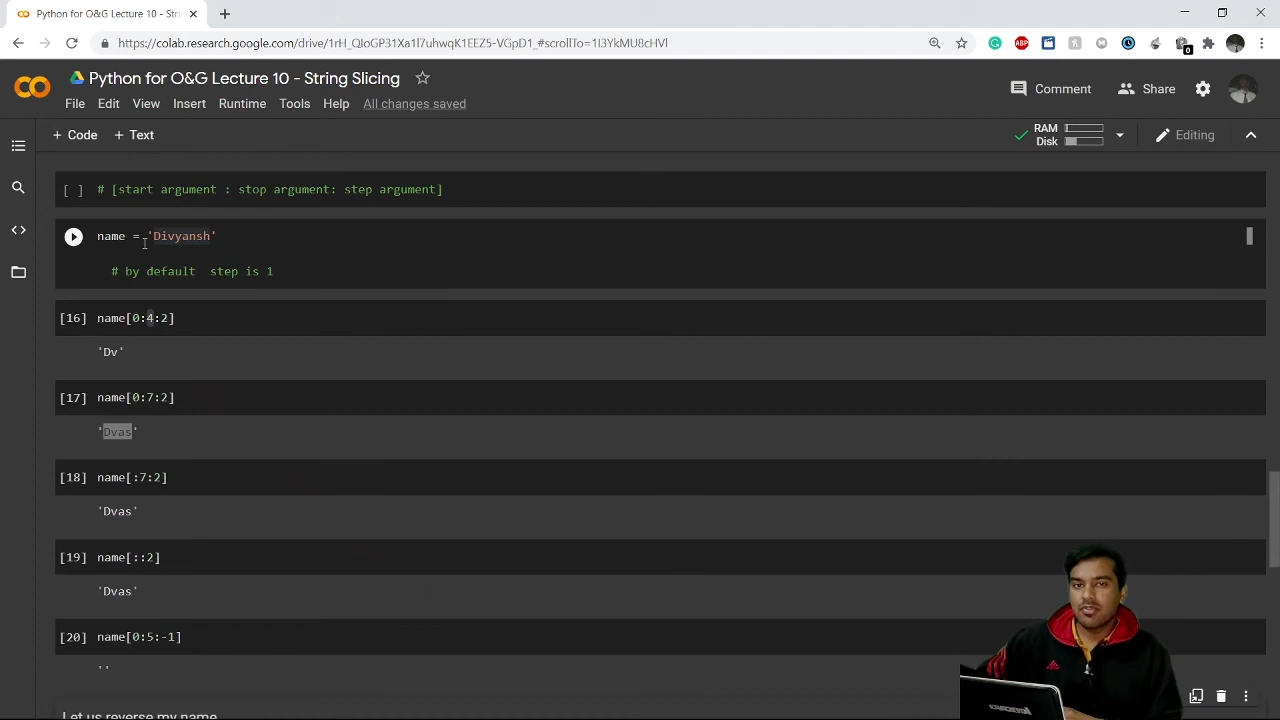 Python for O&G Lecture 10 - Stri
https://colab.research.google.com/drive/1rH_QIoGP31Xa1I7uhwqK1EEZ5-VGpD1_#scrollTo=1I3YkMU8cHVl
ABP
0
Python for O&G Lecture 10 - String Slicing
Comment
Share
File Edit View Insert Runtime Tools Help All changes saved
+ Code + Text
RAM
Disk
Editing
[ ] # [start argument : stop argument: step argument]
name = 'Divyansh'
# by default step is 1
[16] name[0:4:2]
'Dv'
[17] name[0:7:2]
'Dvas'
[18] name[:7:2]
'Dvas'
[19] name[::2]
'Dvas'
[20] name[0:5:-1]
''
Let us reverse my name